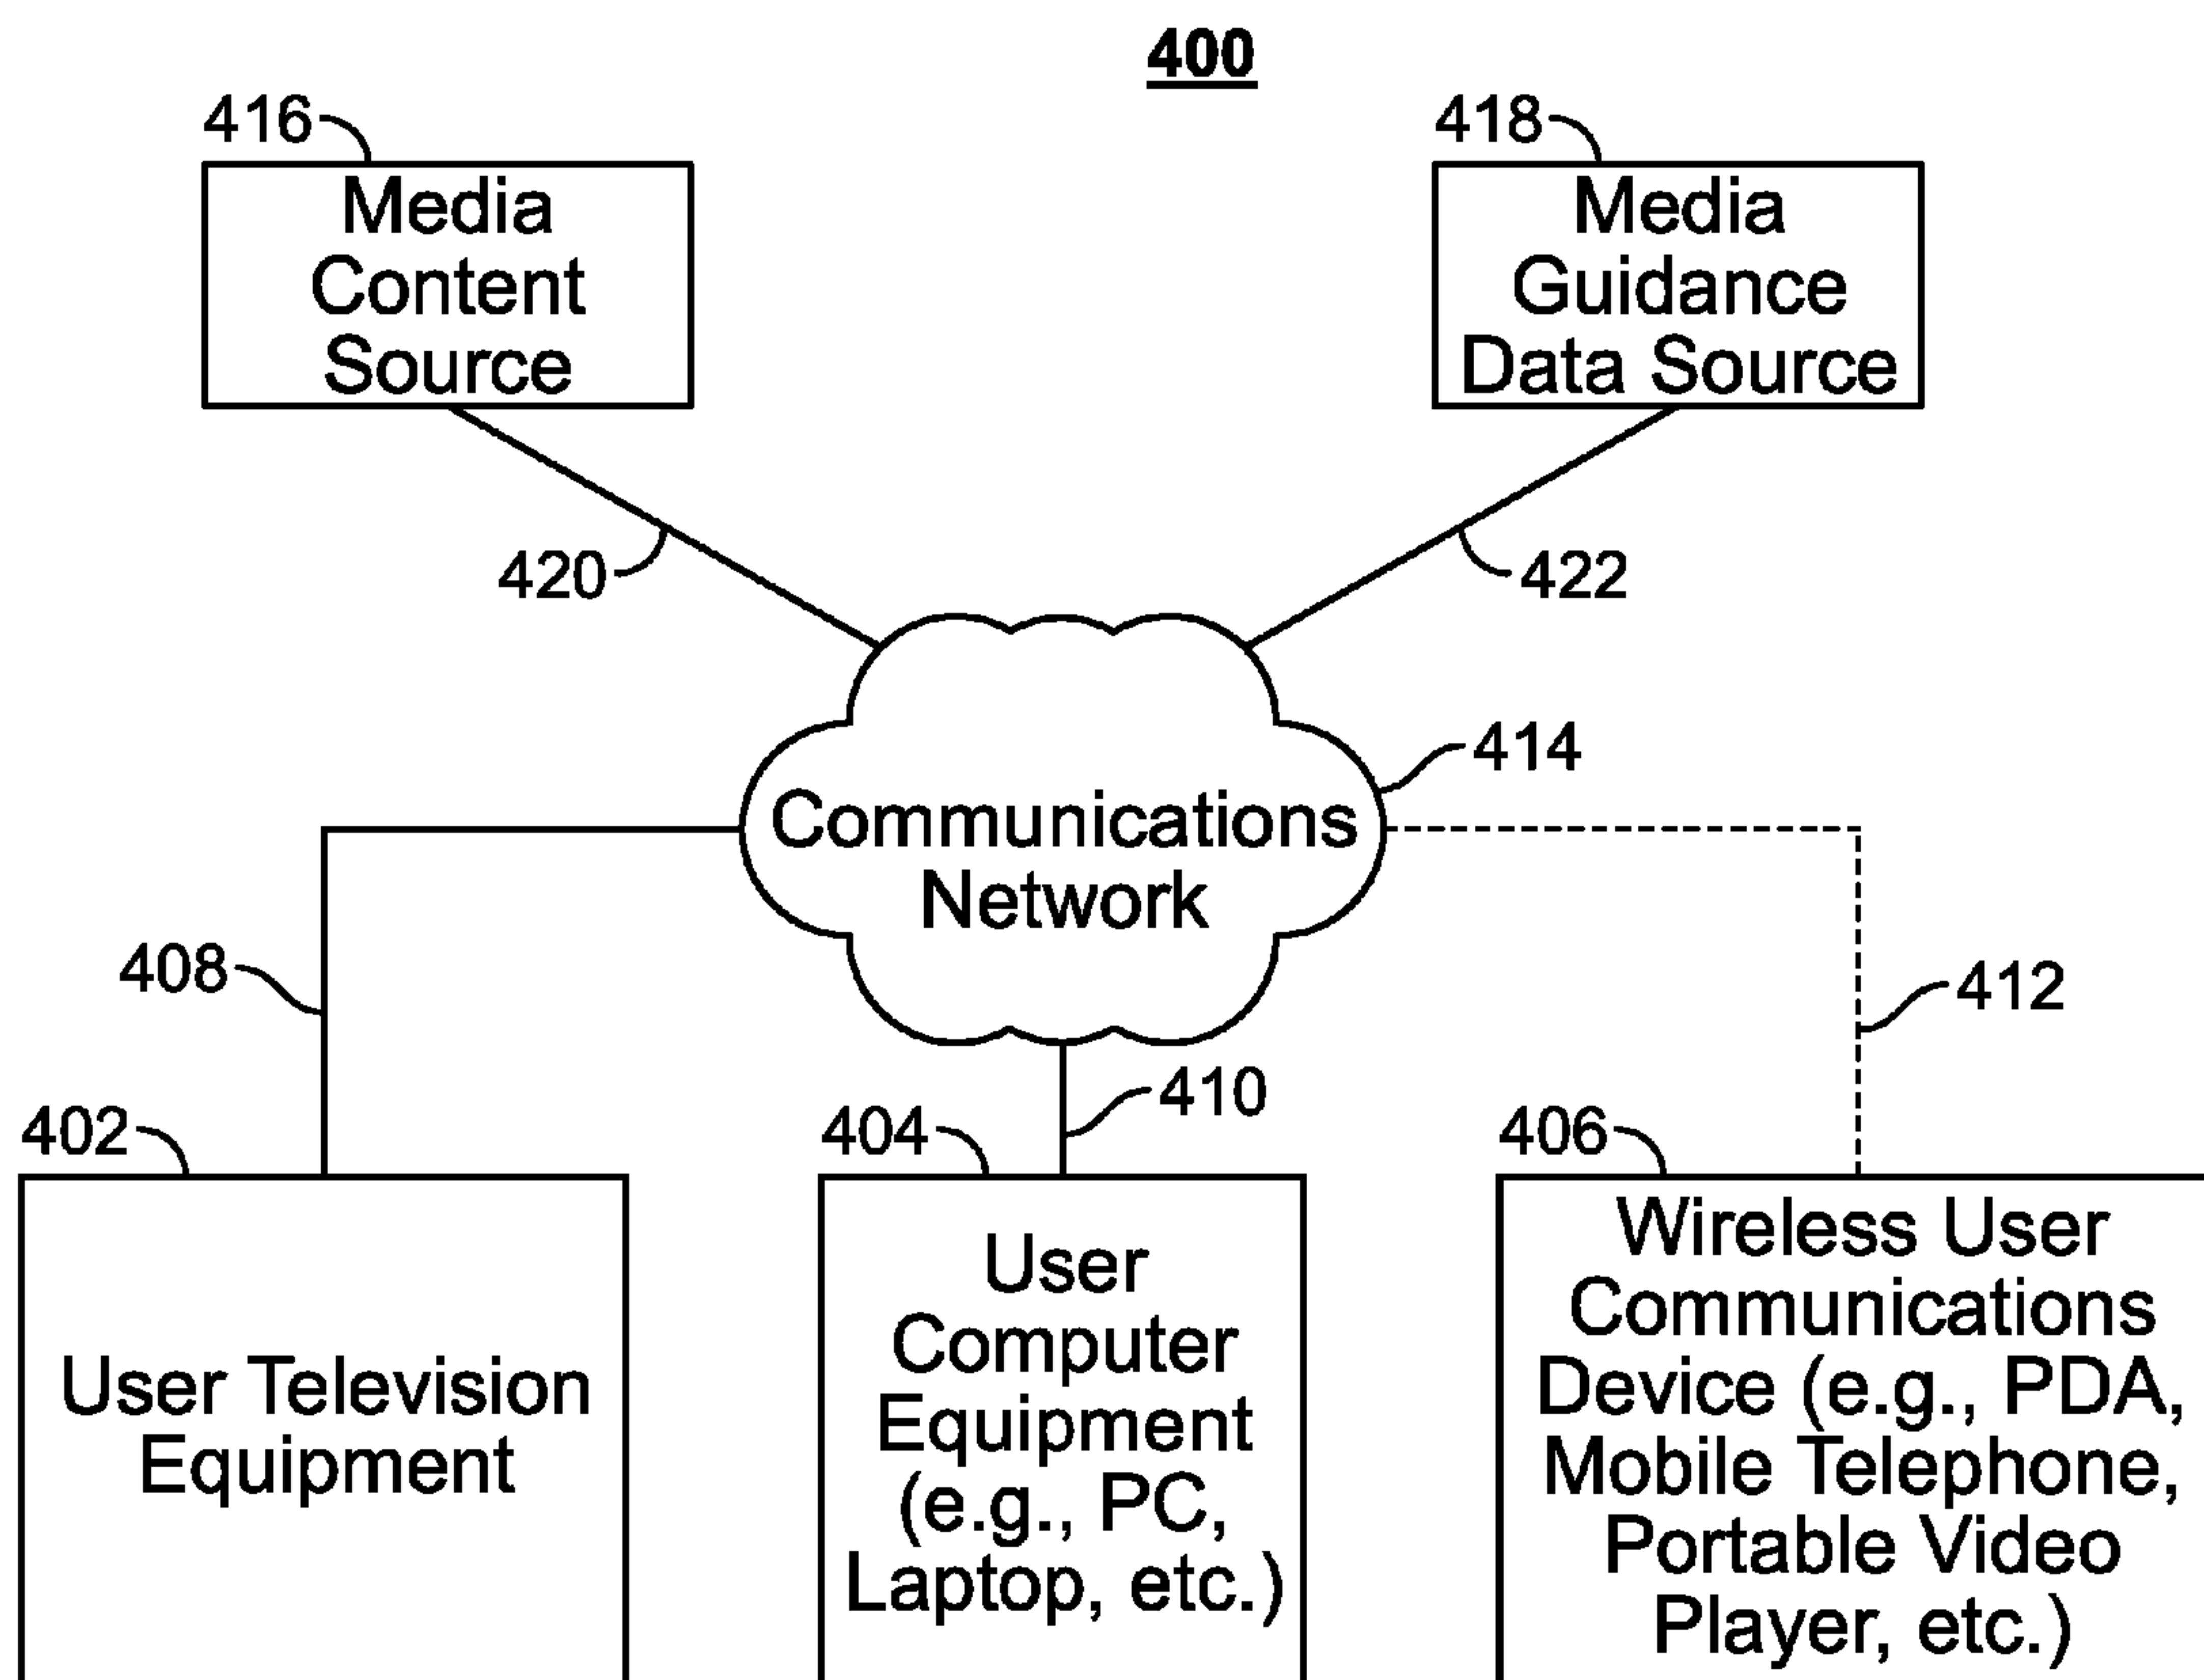 400
416
Media
Content
Source
418
Media
Guidance
Data Source
420
422
414
Communications
Network
408
412
410
402
User Television
Equipment
404
User
Computer
Equipment
(e.g., PC,
Laptop, etc.)
406
Wireless User
Communications
Device (e.g., PDA,
Mobile Telephone,
Portable Video
Player, etc.)